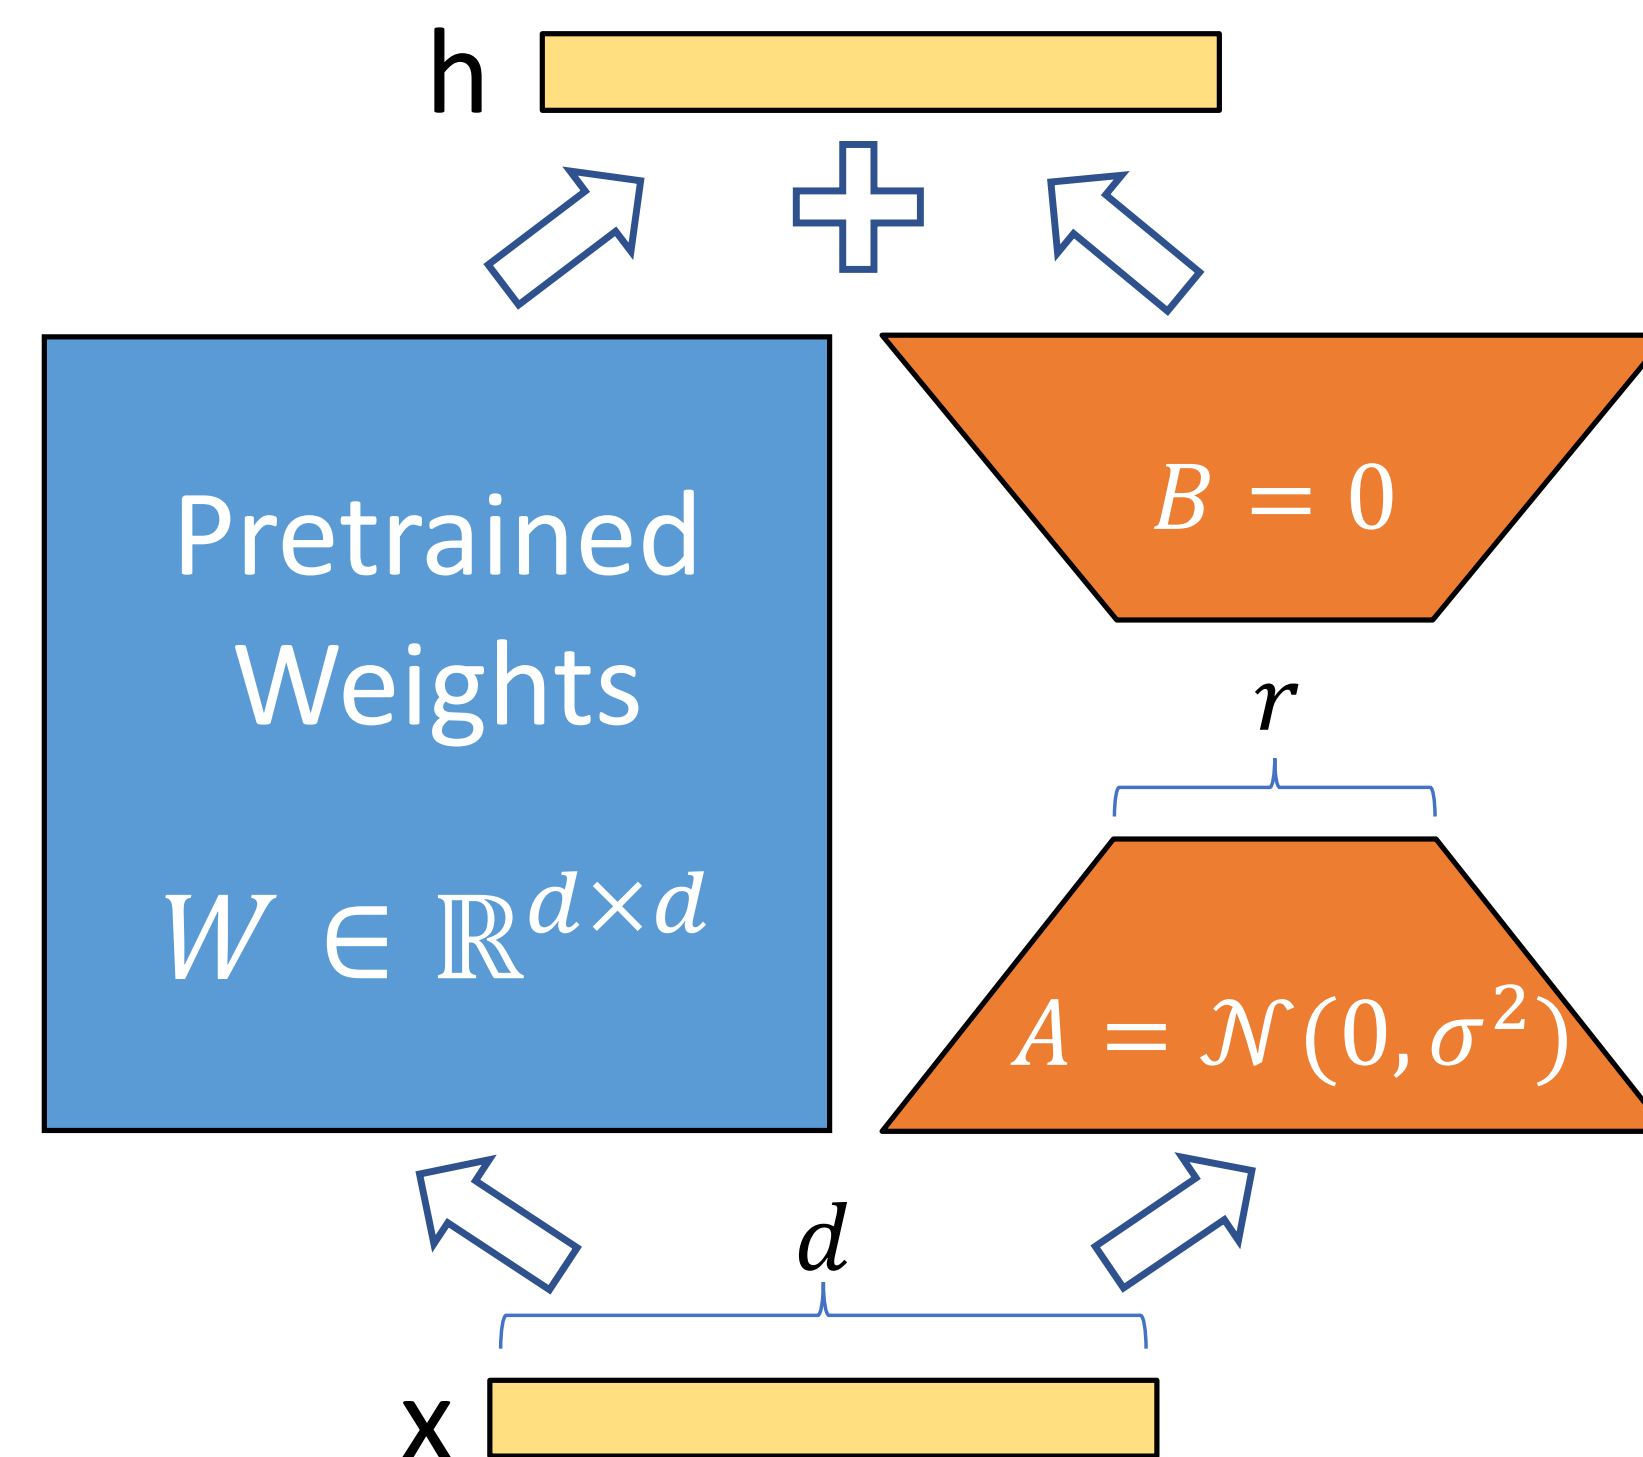 h
Pretrained
Weights
W ∈ ℝ^{d×d}
B = 0
r
A = 𝒩(0, σ²)
d
x